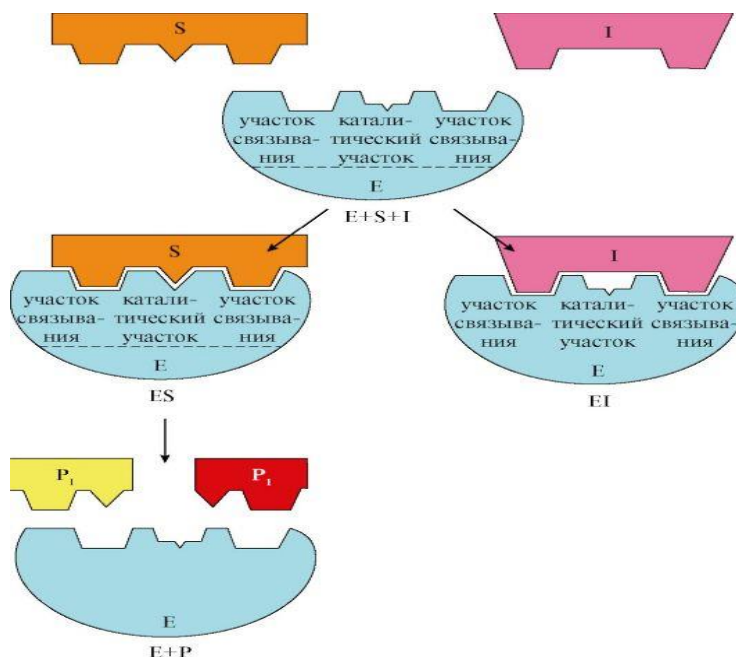 S
I
участок
связыва-
ния
катали-
тический
участок
участок
связыва-
ния
E
E+S+I
S
участок
связыва-
ния
катали-
тический
участок
участок
связыва-
ния
E
ES
I
участок
связыва-
ния
катали-
тический
участок
участок
связыва-
ния
E
EI
P₁
P₁
E
E+P